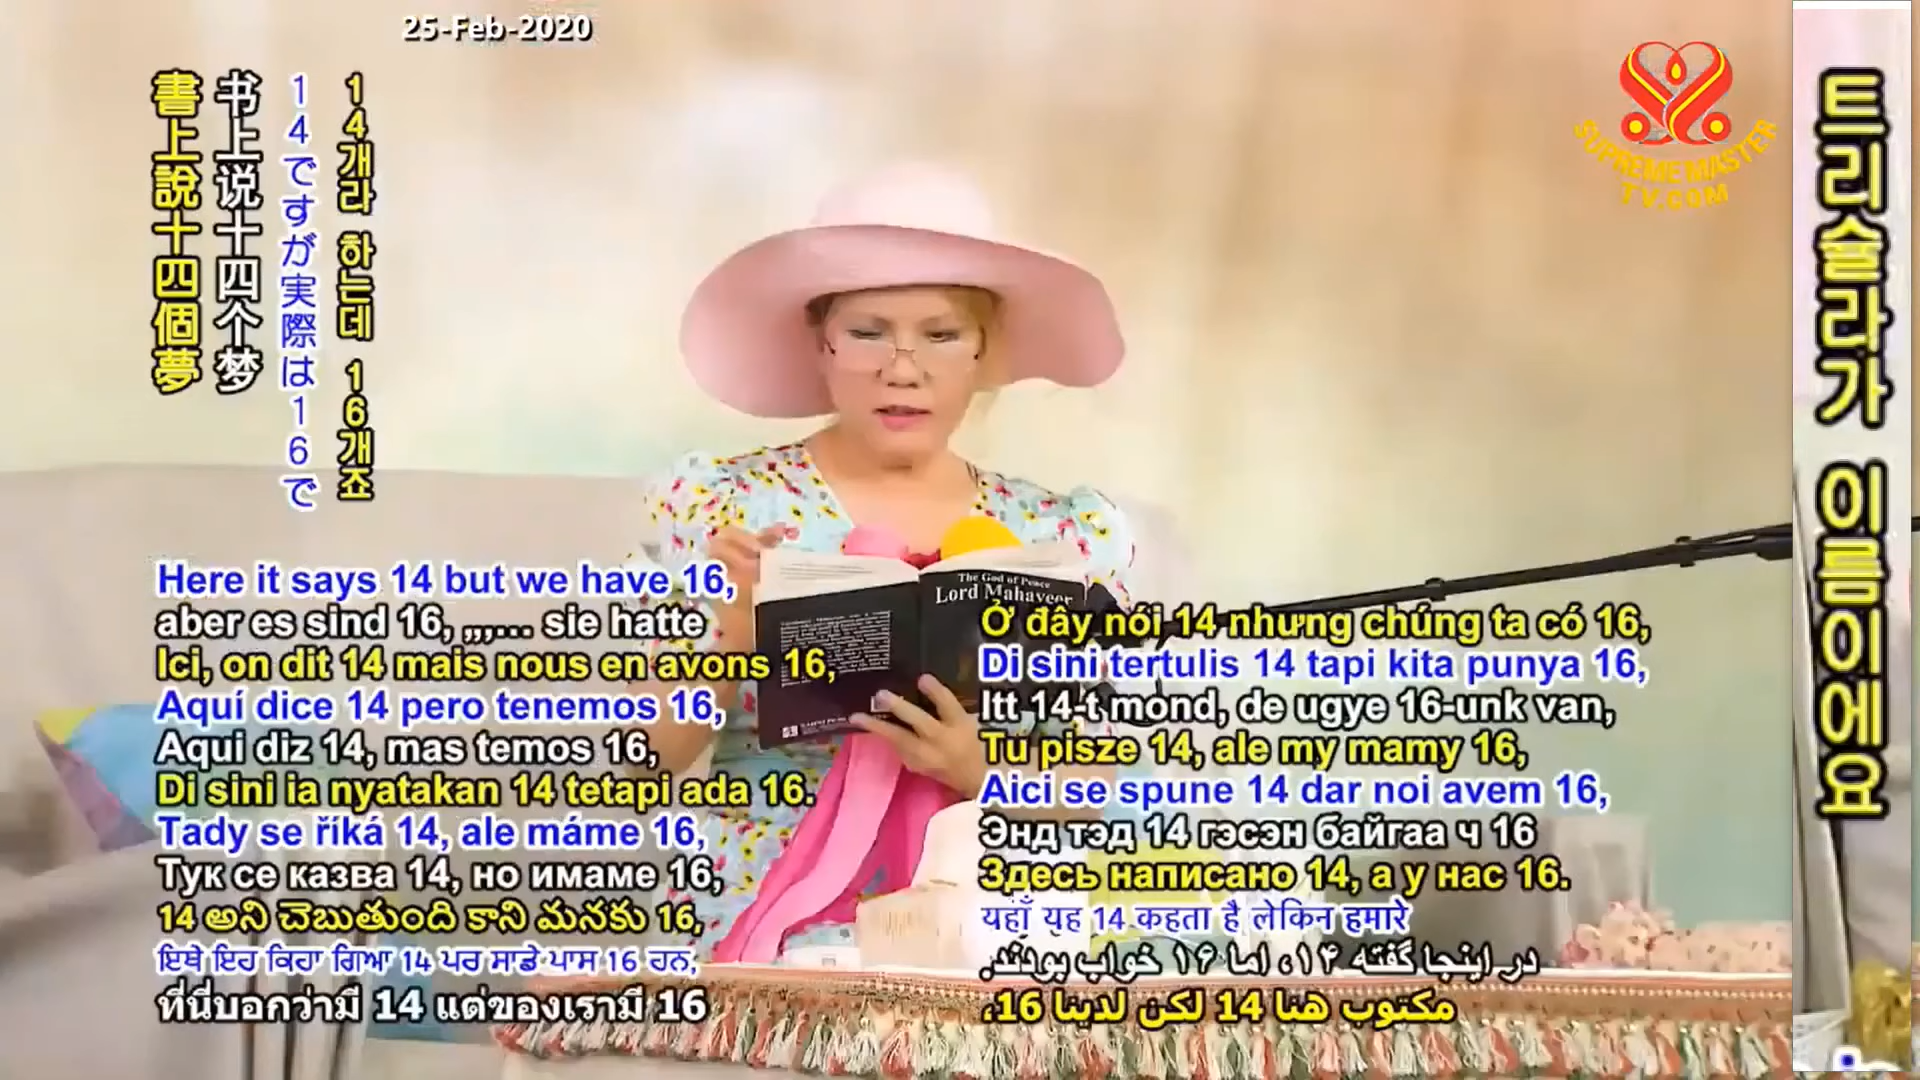 25-Feb-2020
SUPREME MASTER
TV.COM
트리슐라가 이름이에요
14개라 하는데 16개죠
14ですが実際は16で
书上说十四个梦
書上說十四個夢
The God of Peace
Lord Mahaveer
Here it says 14 but we have 16,
aber es sind 16, ,,,,… sie hatte
Ici, on dit 14 mais nous en avons 16,
Aquí dice 14 pero tenemos 16,
Aqui diz 14, mas temos 16,
Di sini ia nyatakan 14 tetapi ada 16.
Tady se říká 14, ale máme 16,
Тук се казва 14, но имаме 16,
14 అని చెబుతుంది కాని మనకు 16,
ਇਥੇ ਇਹ ਕਿਹਾ ਗਿਆ 14 ਪਰ ਸਾਡੇ ਪਾਸ 16 ਹਨ,
ที่นี่บอกว่ามี 14 แต่ของเรามี 16
Ở đây nói 14 nhưng chúng ta có 16,
Di sini tertulis 14 tapi kita punya 16,
Itt 14-t mond, de ugye 16-unk van,
Tu pisze 14, ale my mamy 16,
Aici se spune 14 dar noi avem 16,
Энд тэд 14 гэсэн байгаа ч 16
Здесь написано 14, а у нас 16.
यहाँ यह 14 कहता है लेकिन हमारे
در اینجا گفته ۱۴، اما ۱۶ خواب بودند.
مكتوب هنا 14 لكن لدينا 16،